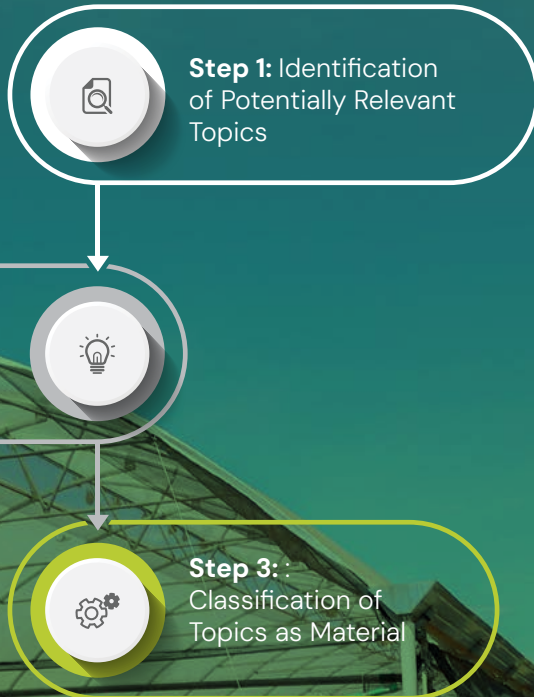 Step 1: Identification
of Potentially Relevant
Topics
Step 3: :
Classification of
Topics as Material